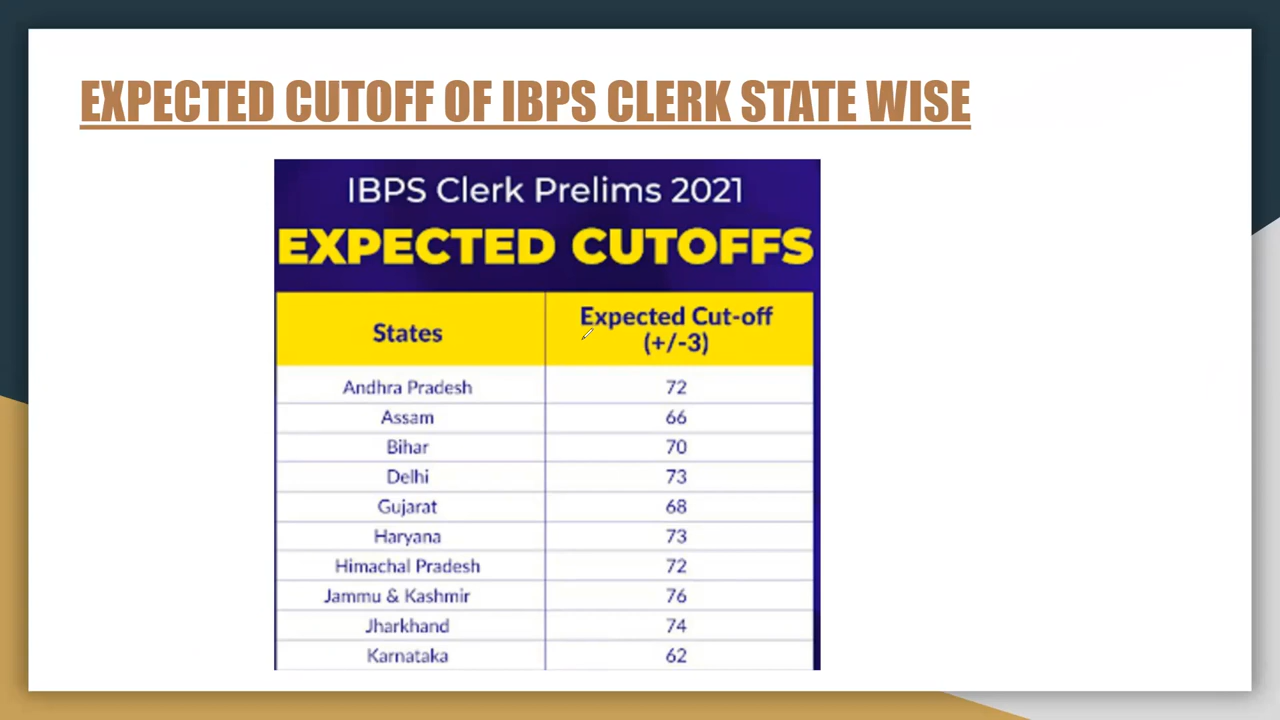 EXPECTED CUTOFF OF IBPS CLERK STATE WISE
IBPS Clerk Prelims 2021
EXPECTED CUTOFFS
States Expected Cut-off
(+/-3)
Andhra Pradesh 72
Assam 66
Bihar 70
Delhi 73
Gujarat 68
Haryana 73
Himachal Pradesh 72
Jammu & Kashmir 76
Jharkhand 74
Karnataka 62